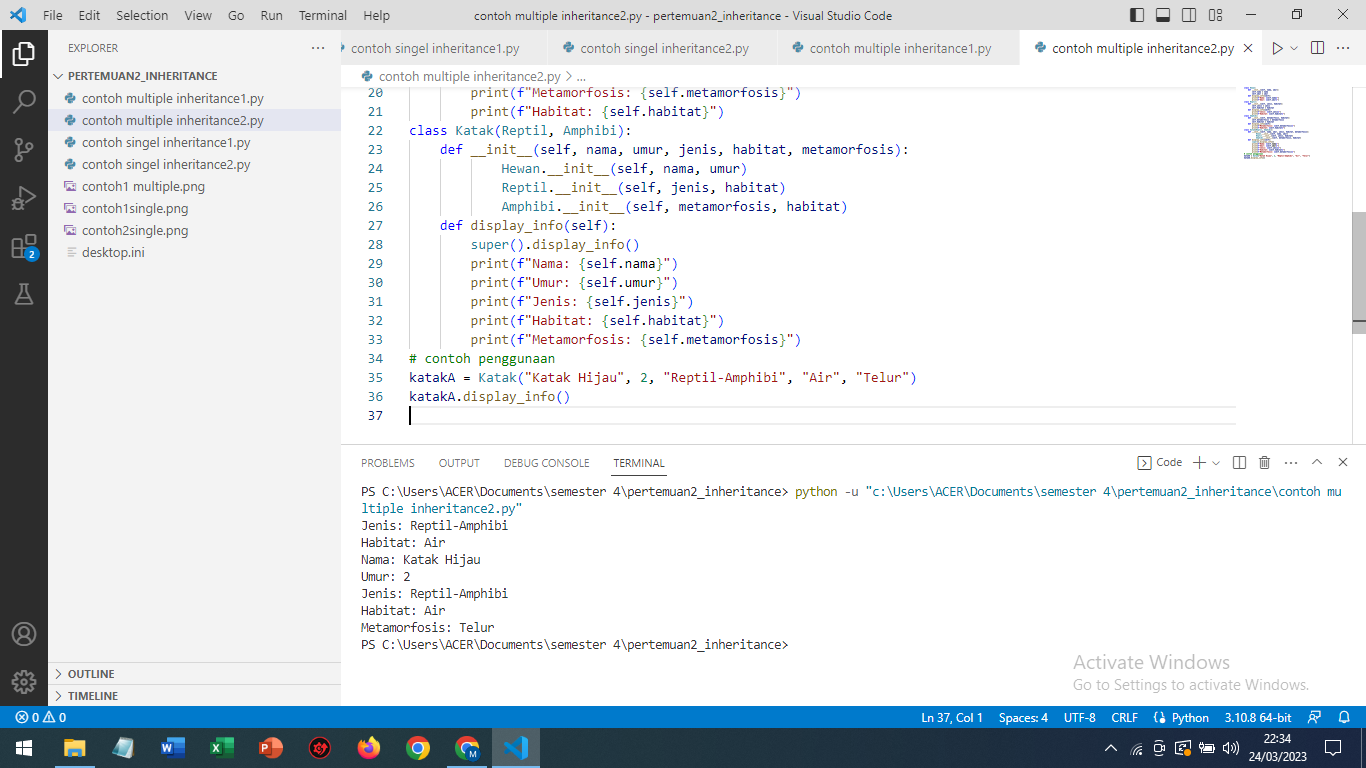 File Edit Selection View Go Run Terminal Help
contoh multiple inheritance2.py - pertemuan2_inheritance - Visual Studio Code
EXPLORER
PERTEMUAN2_INHERITANCE
contoh multiple inheritance1.py
contoh multiple inheritance2.py
contoh singel inheritance1.py
contoh singel inheritance2.py
contoh1 multiple.png
contoh1single.png
contoh2single.png
desktop.ini
2
OUTLINE
TIMELINE
contoh singel inheritance1.py contoh singel inheritance2.py contoh multiple inheritance1.py contoh multiple inheritance2.py
contoh multiple inheritance2.py > ...
20 print(f"Metamorfosis: {self.metamorfosis}")
21 print(f"Habitat: {self.habitat}")
22 class Katak(Reptil, Amphibi):
23 def __init__(self, nama, umur, jenis, habitat, metamorfosis):
24 Hewan.__init__(self, nama, umur)
25 Reptil.__init__(self, jenis, habitat)
26 Amphibi.__init__(self, metamorfosis, habitat)
27 def display_info(self):
28 super().display_info()
29 print(f"Nama: {self.nama}")
30 print(f"Umur: {self.umur}")
31 print(f"Jenis: {self.jenis}")
32 print(f"Habitat: {self.habitat}")
33 print(f"Metamorfosis: {self.metamorfosis}")
34 # contoh penggunaan
35 katakA = Katak("Katak Hijau", 2, "Reptil-Amphibi", "Air", "Telur")
36 katakA.display_info()
37
PROBLEMS OUTPUT DEBUG CONSOLE TERMINAL
Code
PS C:\Users\ACER\Documents\semester 4\pertemuan2_inheritance> python -u "c:\Users\ACER\Documents\semester 4\pertemuan2_inheritance\contoh mu
ltiple inheritance2.py"
Jenis: Reptil-Amphibi
Habitat: Air
Nama: Katak Hijau
Umur: 2
Jenis: Reptil-Amphibi
Habitat: Air
Metamorfosis: Telur
PS C:\Users\ACER\Documents\semester 4\pertemuan2_inheritance>
Activate Windows
Go to Settings to activate Windows.
0 0
Ln 37, Col 1 Spaces: 4 UTF-8 CRLF Python 3.10.8 64-bit
22:34
24/03/2023